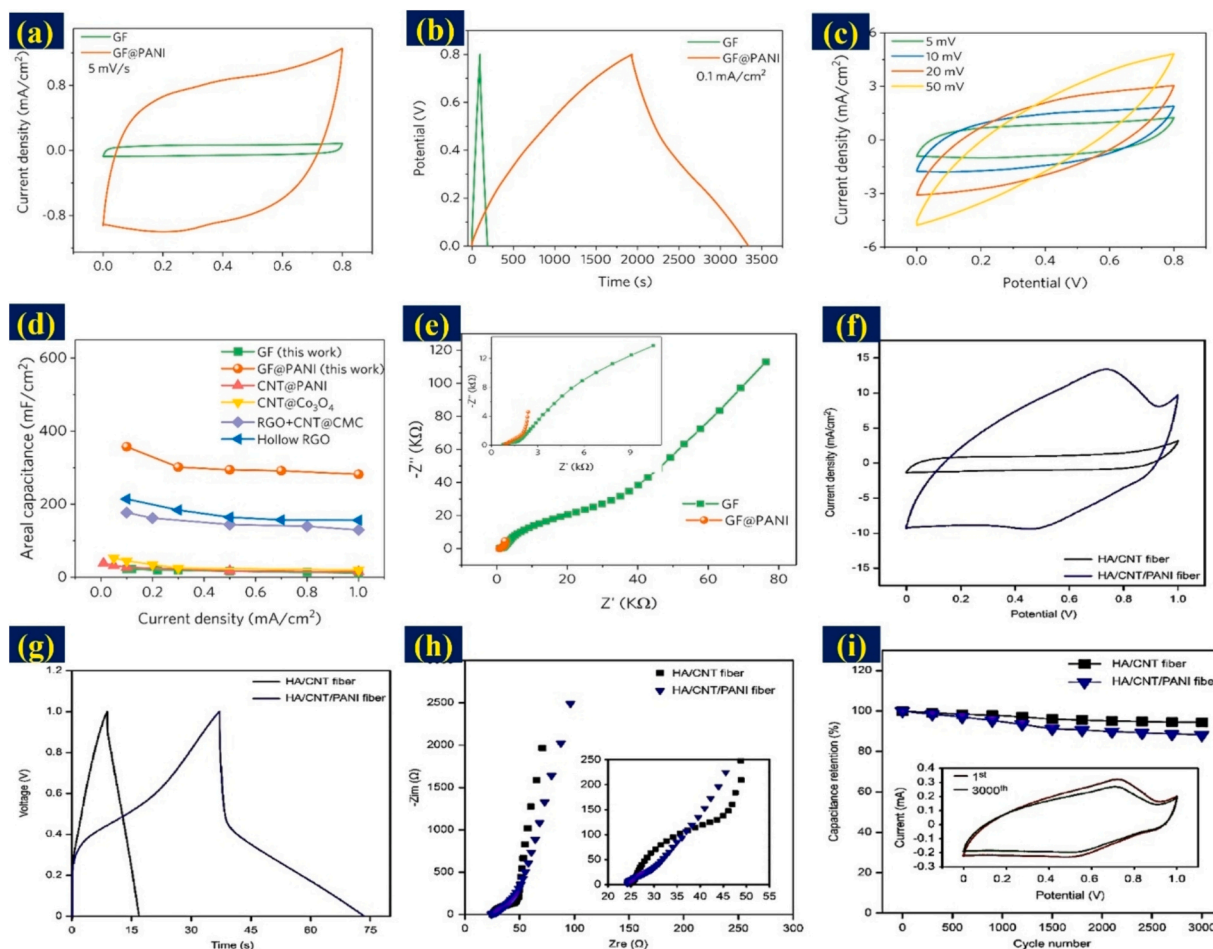 (a)
GF
GF@PANI
5 mV/s
Current density (mA/cm²)
0.8
0.0
-0.8
0.0 0.2 0.4 0.6 0.8
(b)
GF
GF@PANI
0.1 mA/cm²
Potential (V)
0.8
0.6
0.4
0.2
0.0
0 500 1000 1500 2000 2500 3000 3500
Time (s)
(c)
5 mV
10 mV
20 mV
50 mV
Current density (mA/cm²)
6
3
0
-3
-6
0.0 0.2 0.4 0.6 0.8
Potential (V)
(d)
GF (this work)
GF@PANI (this work)
CNT@PANI
CNT@Co₃O₄
RGO+CNT@CMC
Hollow RGO
Areal capacitance (mF/cm²)
600
400
200
0
0.0 0.2 0.4 0.6 0.8 1.0
Current density (mA/cm²)
(e)
-Z'' (KΩ)
120
100
80
60
40
20
0
0 20 40 60 80
Z' (KΩ)
-Z'' (kΩ)
12
8
4
0
3 6 9
Z' (kΩ)
GF
GF@PANI
(f)
Current density (mA/cm²)
15
10
5
0
-5
-10
-15
HA/CNT fiber
HA/CNT/PANI fiber
0 0.2 0.4 0.6 0.8 1.0
Potential (V)
(g)
HA/CNT fiber
HA/CNT/PANI fiber
Voltage (V)
1.2
1.0
0.8
0.6
0.4
0.2
0
0 15 30 45 60 75
Time (s)
(h)
HA/CNT fiber
HA/CNT/PANI fiber
-Zim (Ω)
2500
2000
1500
1000
500
0
0 50 100 150 200 250 300
Zre (Ω)
250
200
150
100
50
0
20 25 30 35 40 45 50 55
(i)
HA/CNT fiber
HA/CNT/PANI fiber
Capacitance retention (%)
120
100
80
60
40
20
0
0 500 1000 1500 2000 2500 3000
Cycle number
1st
3000th
Current (mA)
0.4
0.3
0.2
0.1
0
-0.1
-0.2
-0.3
0 0.2 0.4 0.6 0.8 1.0
Potential (V)